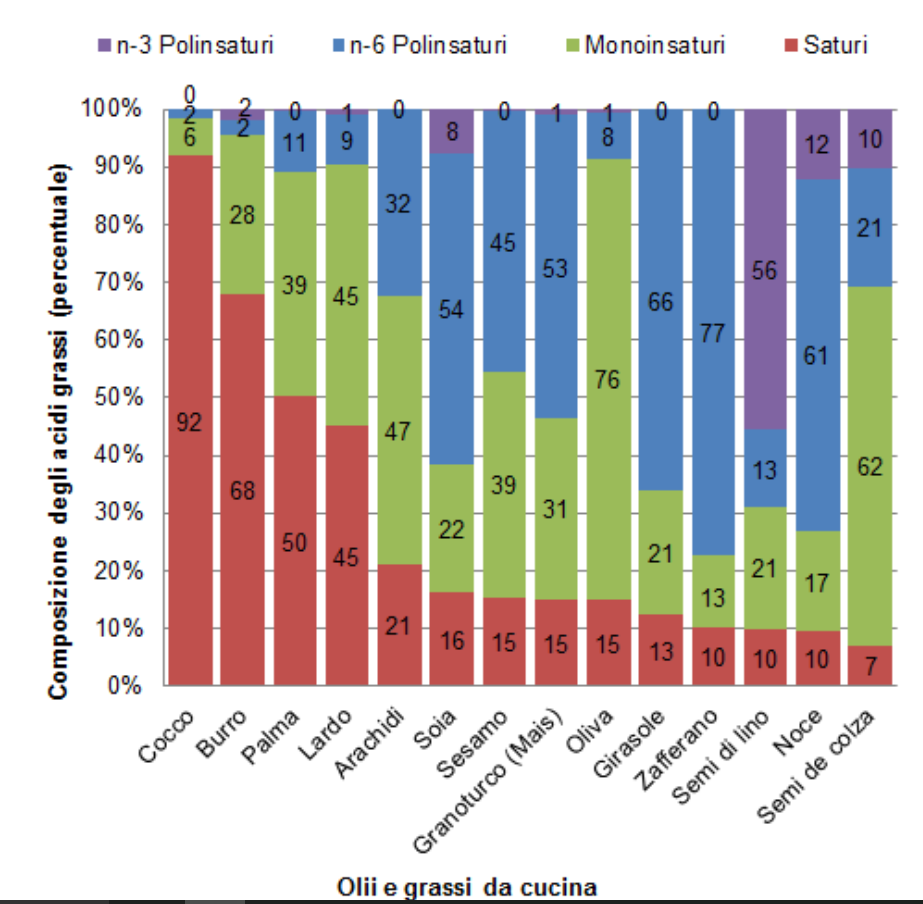 n-3 Polinsaturi n-6 Polinsaturi Monoinsaturi Saturi
Composizione degli acidi grassi (percentuale)
100%
90%
80%
70%
60%
50%
40%
30%
20%
10%
0%
0 2 0 1 0 8 0 1 1 0 0 56 12 10
2 2 11 9 32 54 45 53 8 66 77 13 61 21
6 28 39 45 47 22 39 31 76 21 13 21 17 62
92 68 50 45 21 16 15 15 15 13 10 10 10 7
Cocco
Burro
Palma
Lardo
Arachidi
Soia
Sesamo
Granoturco (Mais)
Oliva
Girasole
Zafferano
Semi di lino
Noce
Semi de colza
Olii e grassi da cucina